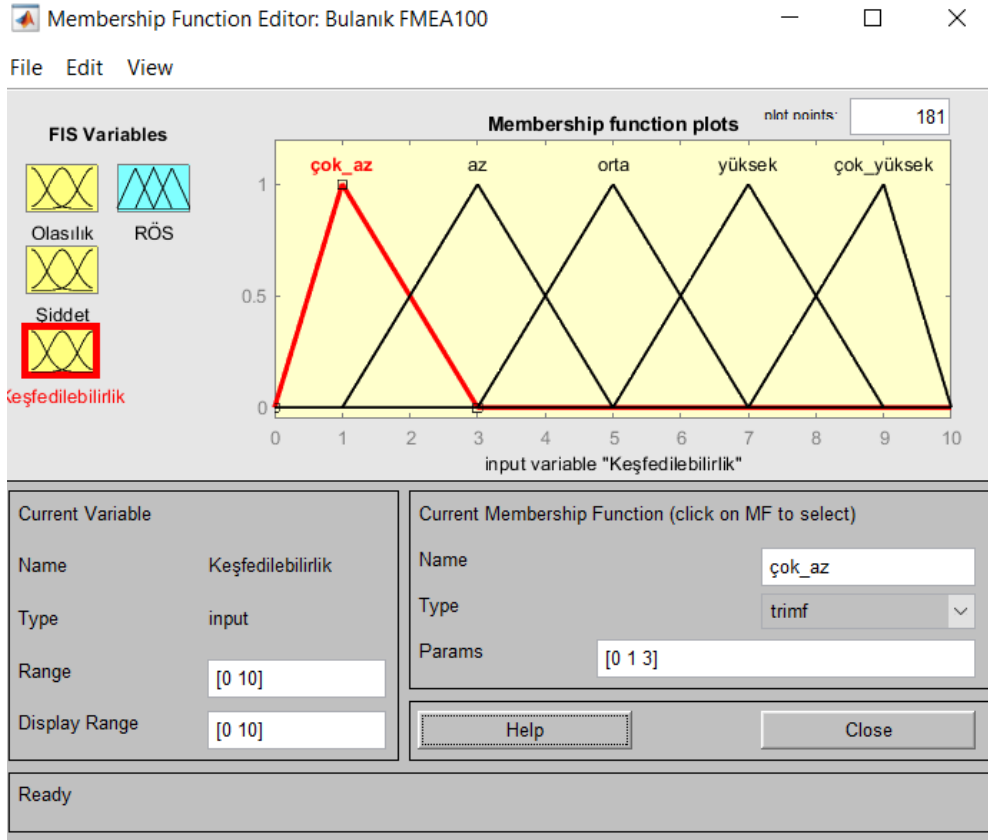 Membership Function Editor: Bulanık FMEA100
File Edit View
FIS Variables
Olasılık
RÖS
Şiddet
Keşfedilebilirlik
Membership function plots
plot points:
181
çok_az az orta yüksek çok_yüksek
1
0.5
0
0 1 2 3 4 5 6 7 8 9 10
input variable "Keşfedilebilirlik"
Current Variable
Name Keşfedilebilirlik
Type input
Range [0 10]
Display Range [0 10]
Current Membership Function (click on MF to select)
Name çok_az
Type trimf
Params [0 1 3]
Help Close
Ready